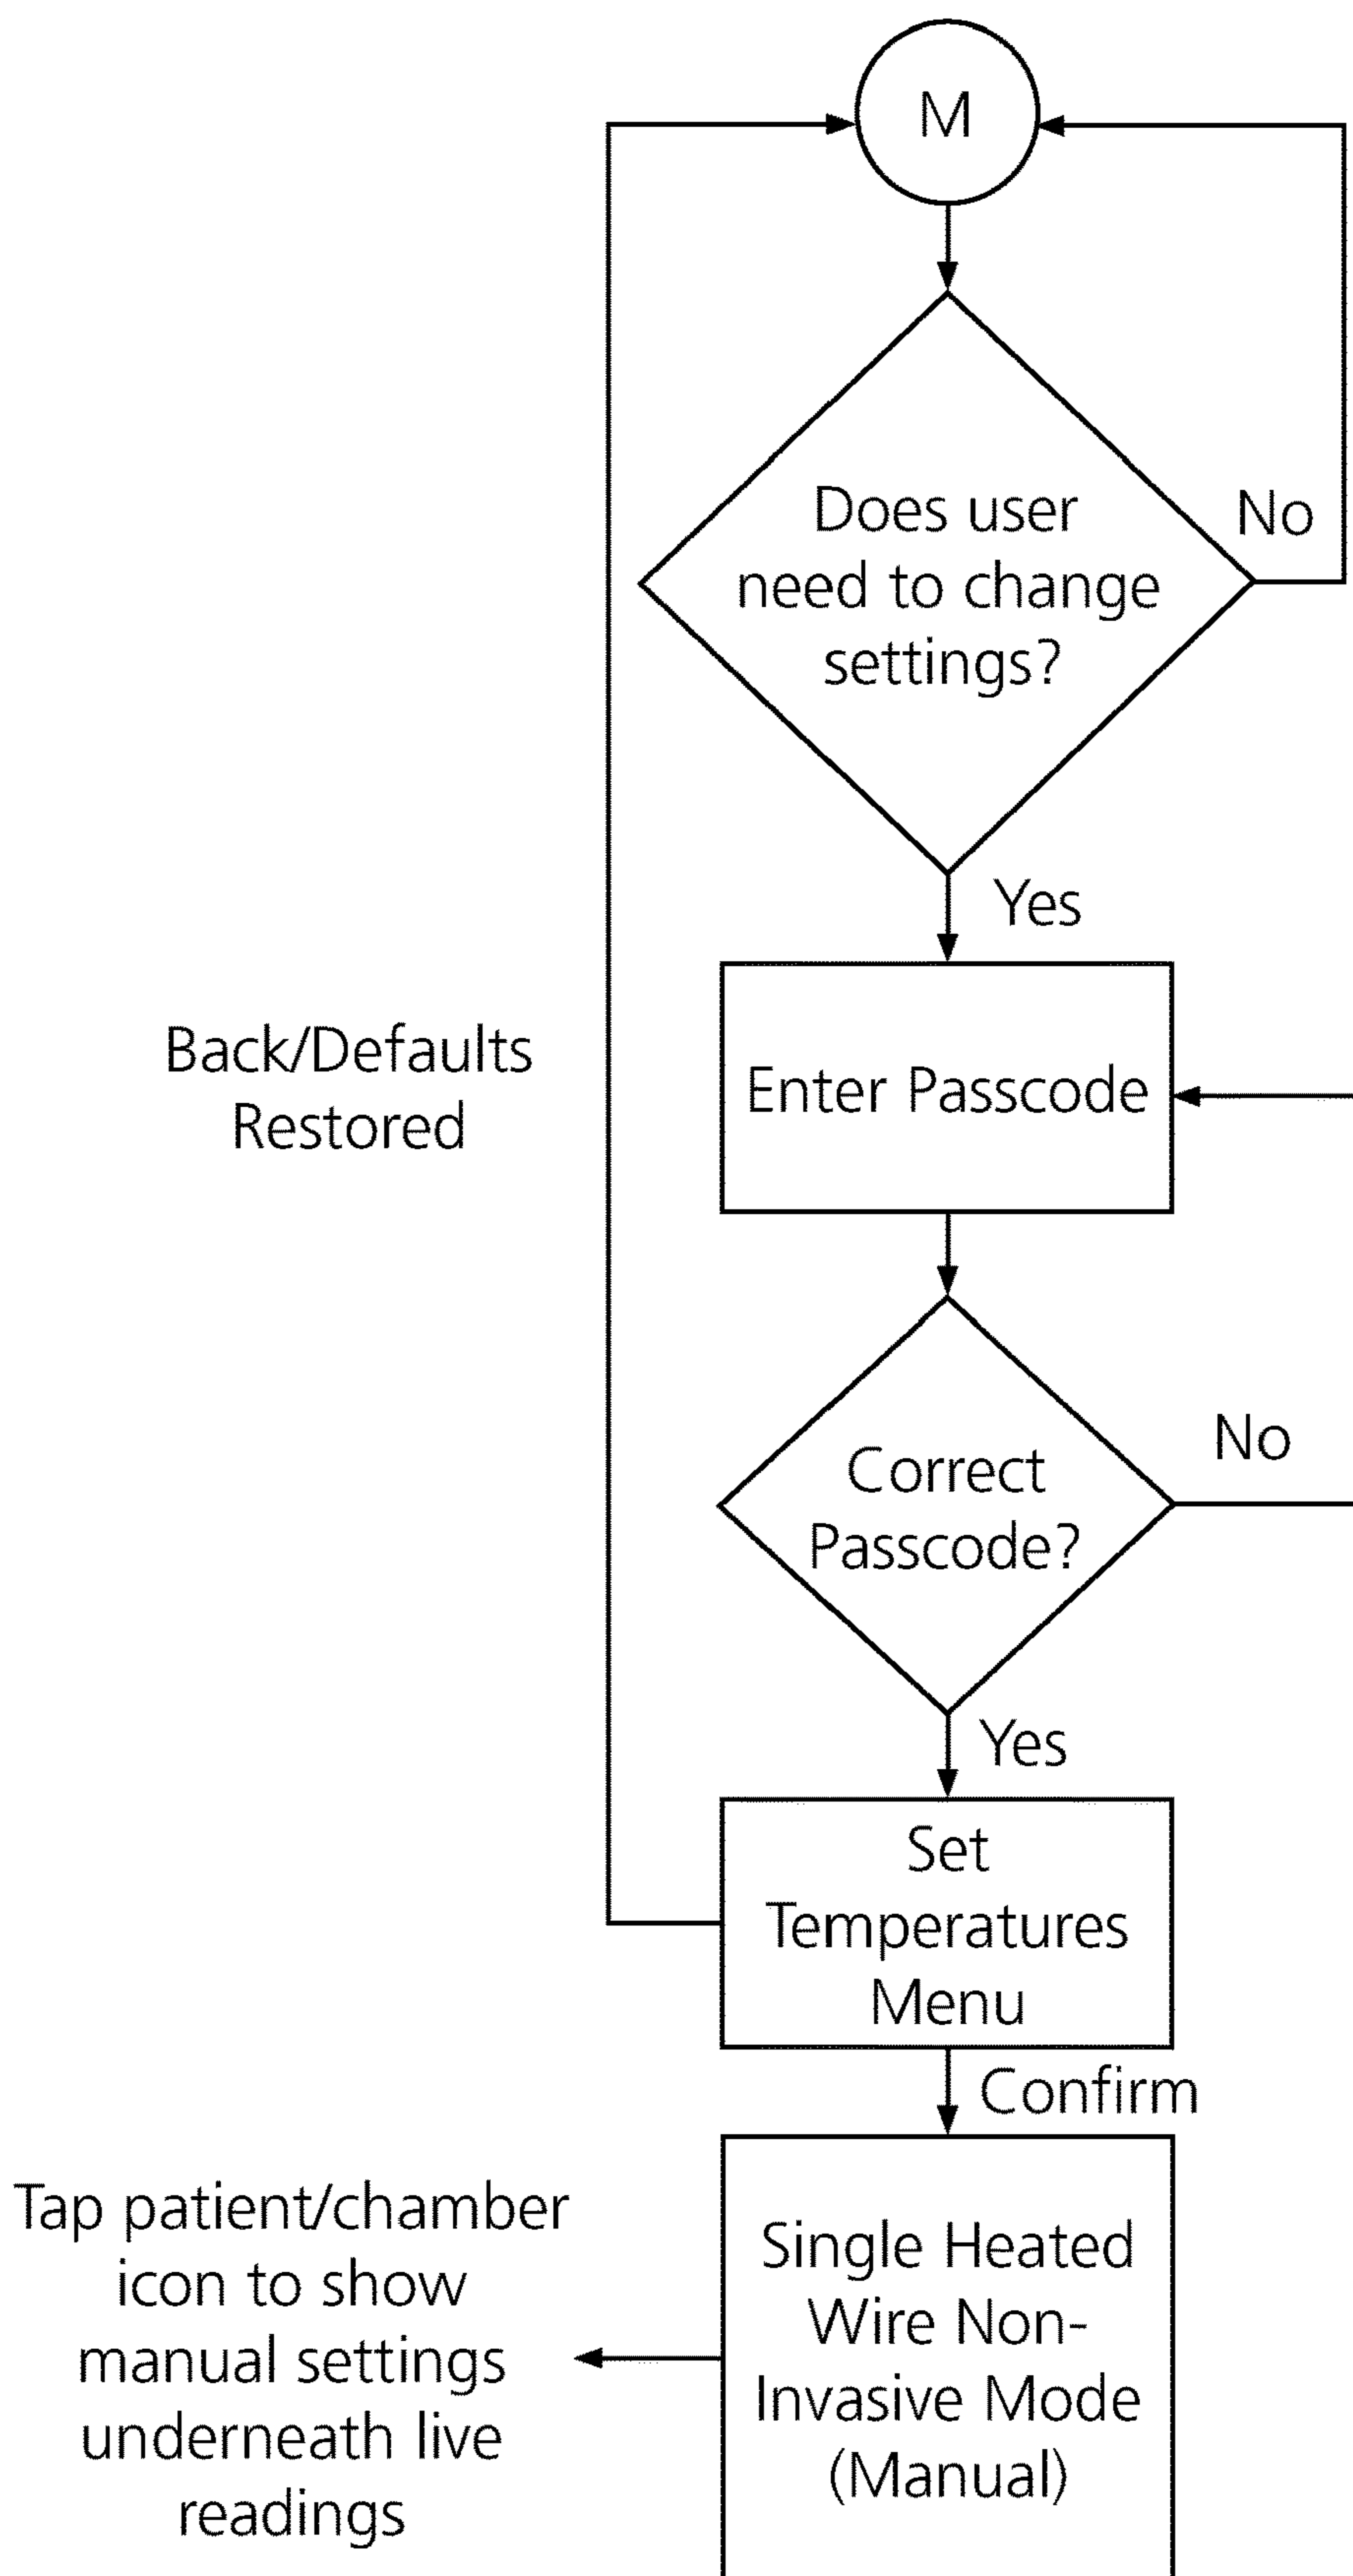 M
Does user
need to change
settings?
No
Yes
Back/Defaults
Restored
Enter Passcode
Correct
Passcode?
No
Yes
Set
Temperatures
Menu
Confirm
Tap patient/chamber
icon to show
manual settings
underneath live
readings
Single Heated
Wire Non-
Invasive Mode
(Manual)